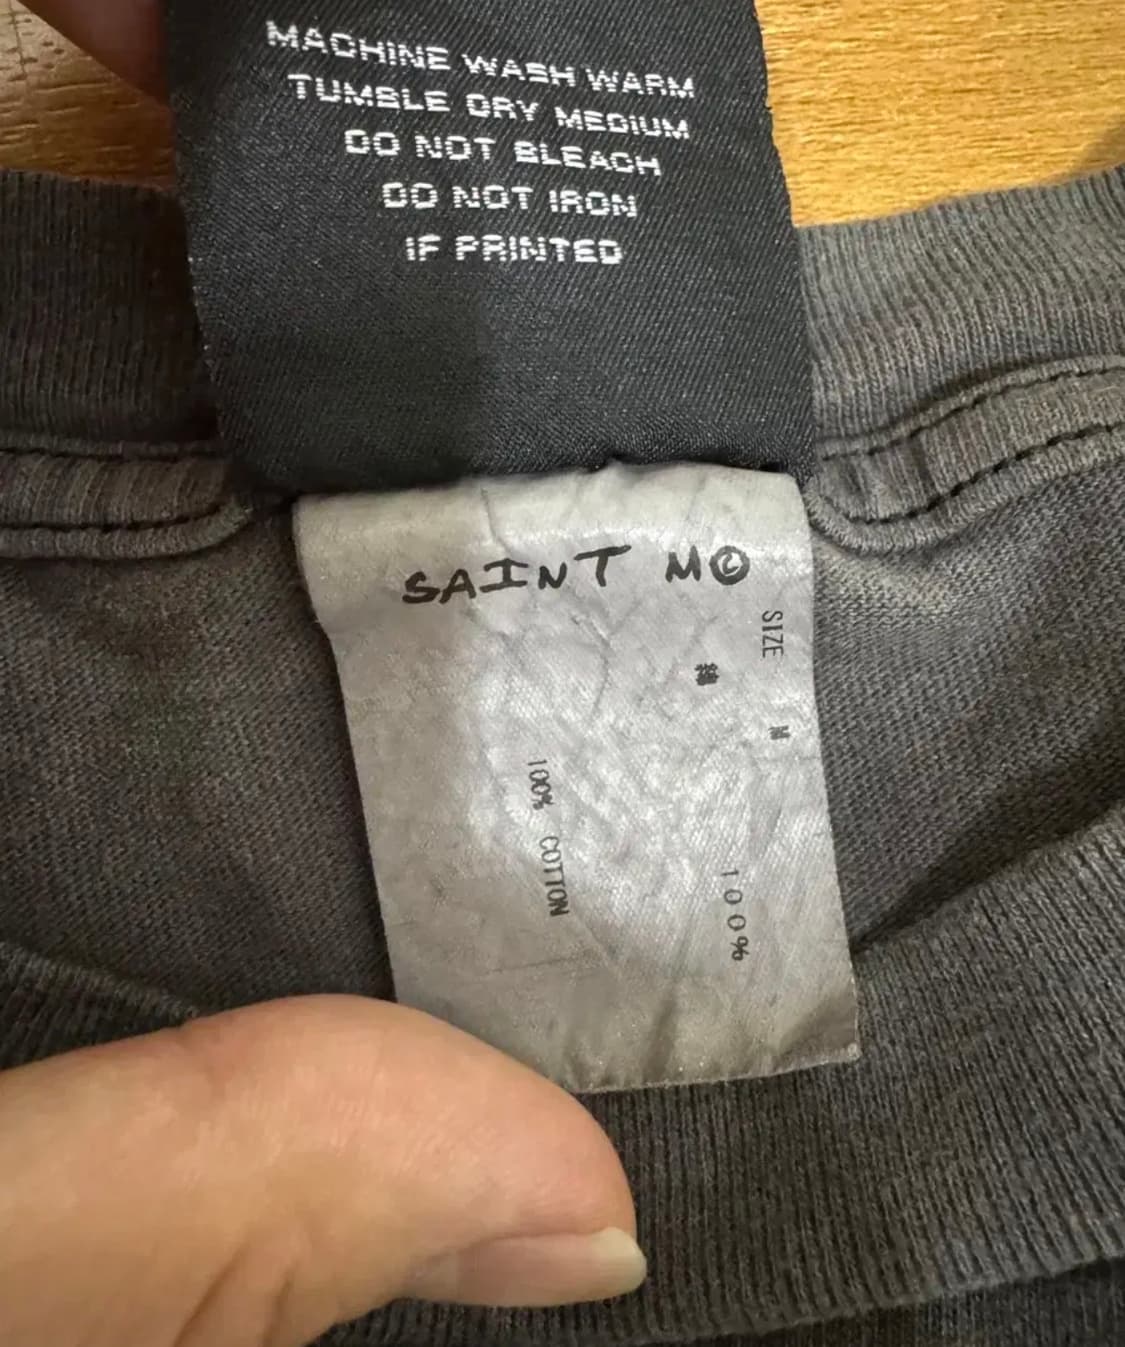 MACHINE WASH WARM
TUMBLE DRY MEDIUM
DO NOT BLEACH
DO NOT IRON
IF PRINTED
SAINT M©
SIZE M
綿 100%
100% COTTON